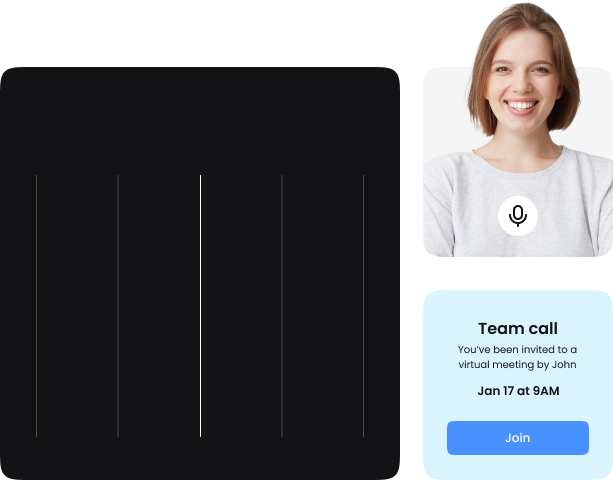 Team call
You've been invited to a
virtual meeting by John
Jan 17 at 9AM
Join